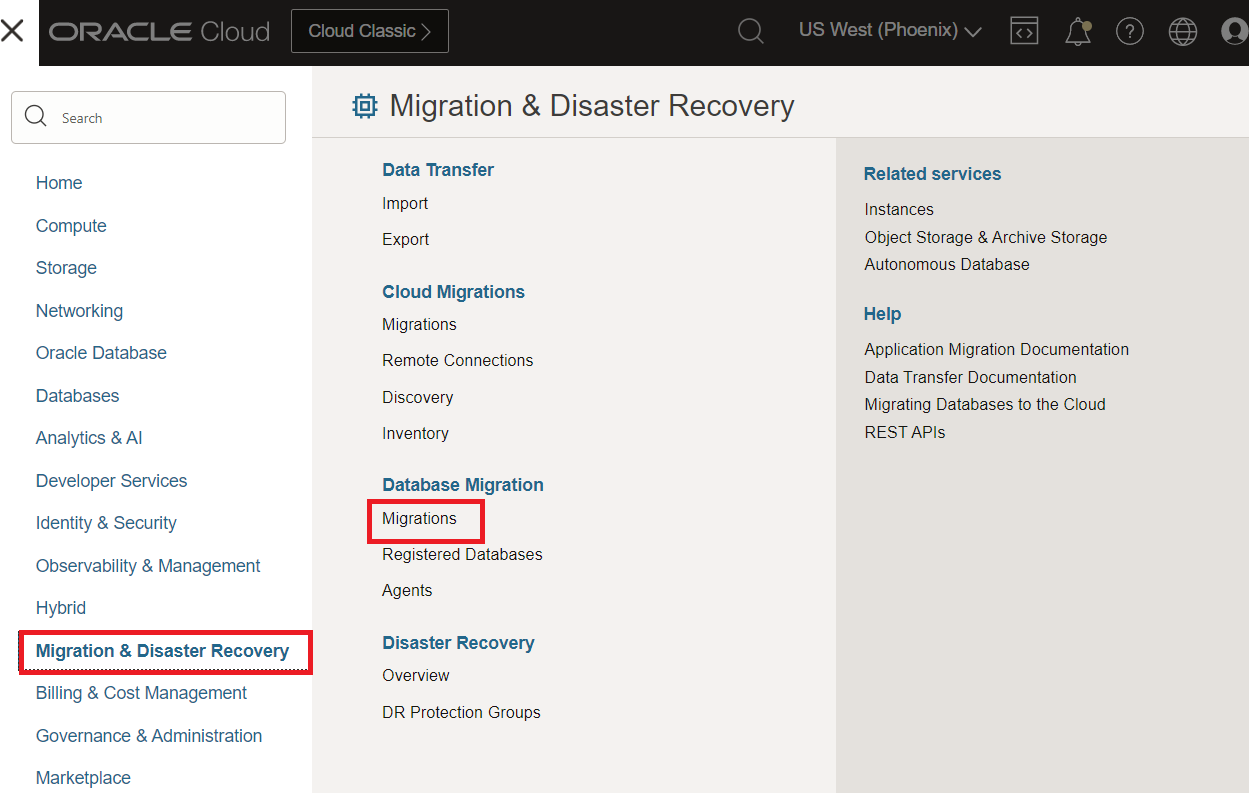 ORACLE Cloud
Cloud Classic
US West (Phoenix)
Search
Home
Compute
Storage
Networking
Oracle Database
Databases
Analytics & AI
Developer Services
Identity & Security
Observability & Management
Hybrid
Migration & Disaster Recovery
Billing & Cost Management
Governance & Administration
Marketplace
Migration & Disaster Recovery
Data Transfer
Import
Export
Cloud Migrations
Migrations
Remote Connections
Discovery
Inventory
Database Migration
Migrations
Registered Databases
Agents
Disaster Recovery
Overview
DR Protection Groups
Related services
Instances
Object Storage & Archive Storage
Autonomous Database
Help
Application Migration Documentation
Data Transfer Documentation
Migrating Databases to the Cloud
REST APIs